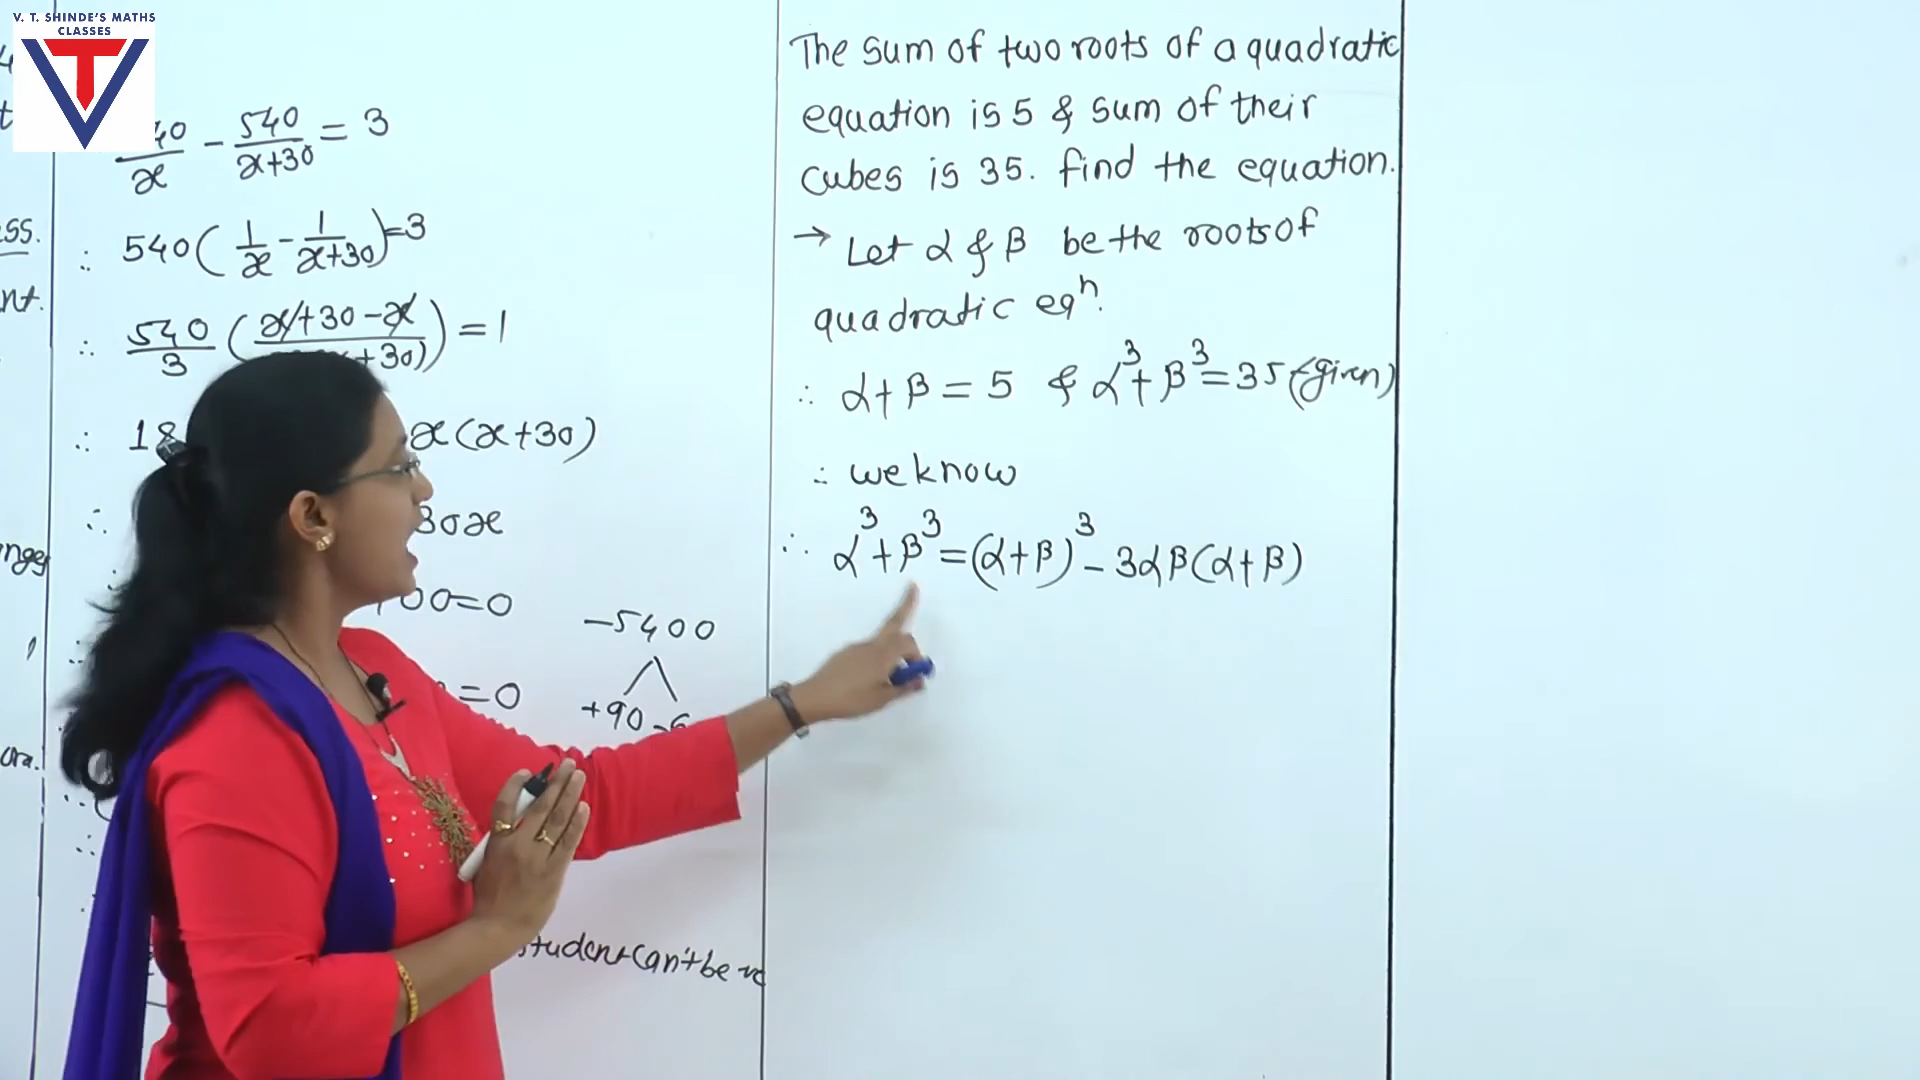 V. T. SHINDE'S MATHS
CLASSES
40/x - 540/(x+30) = 3
∴ 540(1/x - 1/(x+30)) = 3
∴ 540/3 (x+30-x / +30)) = 1
∴ 18 x(x+30)
∴ 30x
00=0
=0
-5400
+90 -6
student can't be
ss.
nt.
The sum of two roots of a quadratic
equation is 5 & sum of their
cubes is 35. find the equation.
→ Let α & β be the roots of
quadratic eqⁿ.
∴ α+β = 5 & α³+β³=35 (given)
∴ we know
∴ α³+β³=(α+β)³-3αβ(α+β)